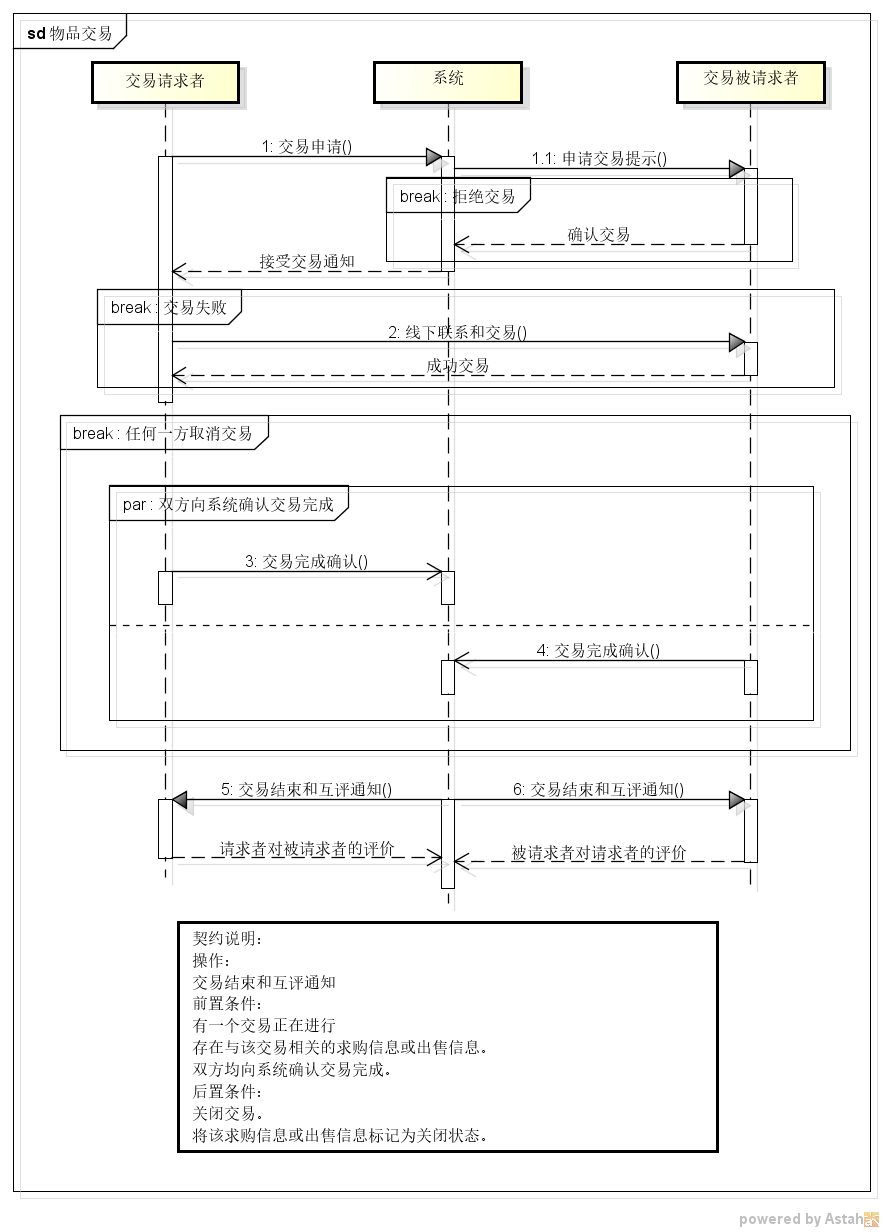 sd 物品交易
交易请求者
系统
交易被请求者
1: 交易申请()
1.1: 申请交易提示()
break : 拒绝交易
确认交易
接受交易通知
break : 交易失败
2: 线下联系和交易()
成功交易
break : 任何一方取消交易
par : 双方向系统确认交易完成
3: 交易完成确认()
4: 交易完成确认()
5: 交易结束和互评通知()
6: 交易结束和互评通知()
请求者对被请求者的评价
被请求者对请求者的评价
契约说明:
操作:
交易结束和互评通知
前置条件:
有一个交易正在进行
存在与该交易相关的求购信息或出售信息。
双方均向系统确认交易完成。
后置条件:
关闭交易。
将该求购信息或出售信息标记为关闭状态。
powered by Astah